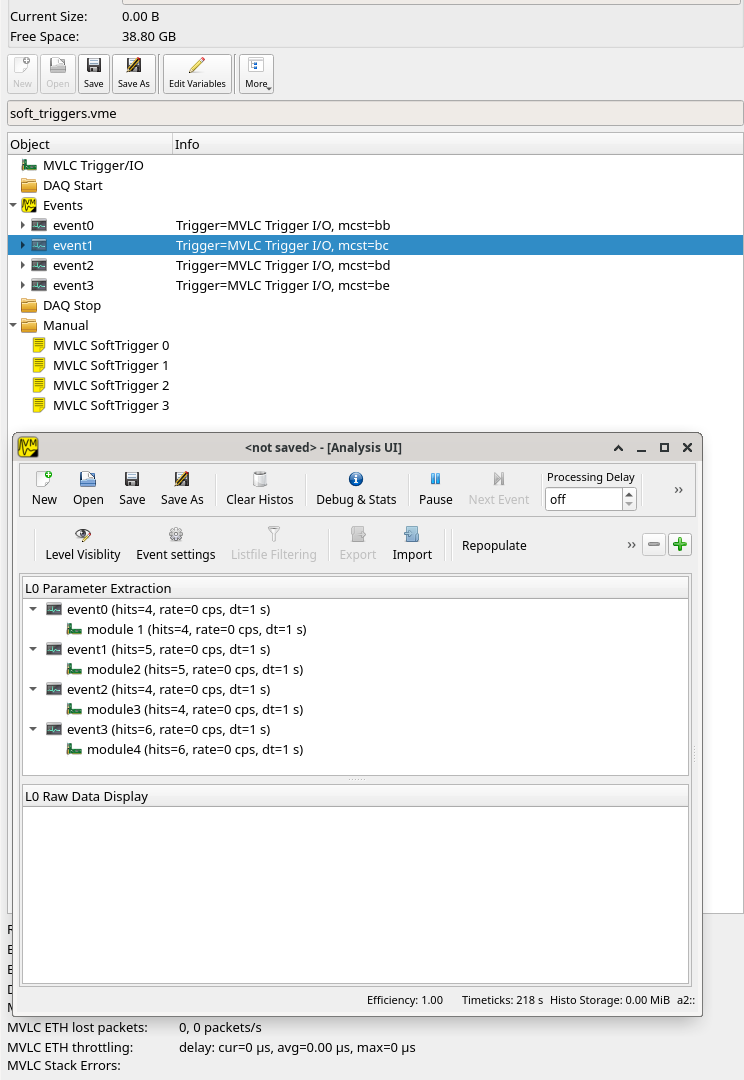 Current Size: 0.00 B
Free Space: 38.80 GB
New Open Save Save As Edit Variables More
soft_triggers.vme
Object Info
MVLC Trigger/IO
DAQ Start
Events
event0 Trigger=MVLC Trigger I/O, mcst=bb
event1 Trigger=MVLC Trigger I/O, mcst=bc
event2 Trigger=MVLC Trigger I/O, mcst=bd
event3 Trigger=MVLC Trigger I/O, mcst=be
DAQ Stop
Manual
MVLC SoftTrigger 0
MVLC SoftTrigger 1
MVLC SoftTrigger 2
MVLC SoftTrigger 3
<not saved> - [Analysis UI]
Processing Delay
New Open Save Save As Clear Histos Debug & Stats Pause Next Event off »
Level Visiblity Event settings Listfile Filtering Export Import Repopulate »
L0 Parameter Extraction
event0 (hits=4, rate=0 cps, dt=1 s)
module 1 (hits=4, rate=0 cps, dt=1 s)
event1 (hits=5, rate=0 cps, dt=1 s)
module2 (hits=5, rate=0 cps, dt=1 s)
event2 (hits=4, rate=0 cps, dt=1 s)
module3 (hits=4, rate=0 cps, dt=1 s)
event3 (hits=6, rate=0 cps, dt=1 s)
module4 (hits=6, rate=0 cps, dt=1 s)
L0 Raw Data Display
Efficiency: 1.00 Timeticks: 218 s Histo Storage: 0.00 MiB a2::
MVLC ETH lost packets: 0, 0 packets/s
MVLC ETH throttling: delay: cur=0 µs, avg=0.00 µs, max=0 µs
MVLC Stack Errors: